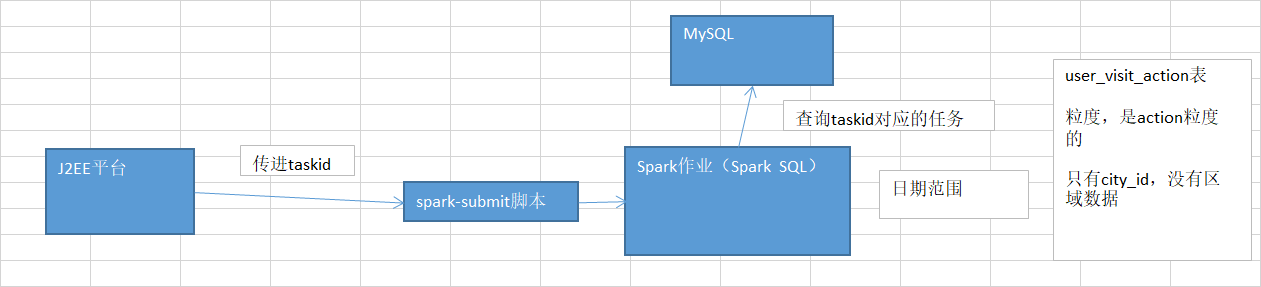 MySQL
user_visit_action表
粒度，是action粒度
的
只有city_id，没有区
域数据
查询taskid对应的任务
J2EE平台
传进taskid
Spark作业（Spark SQL）
日期范围
spark-submit脚本